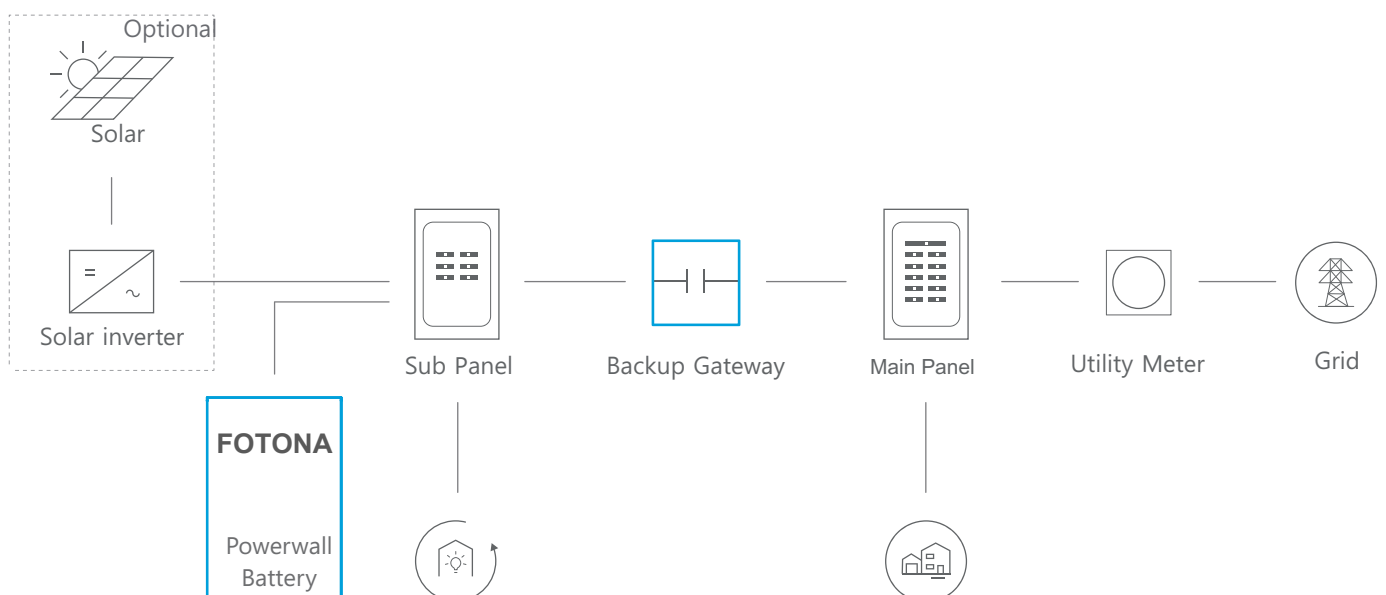 Optional
Solar
Solar inverter
Sub Panel
Backup Gateway
Main Panel
Utility Meter
Grid
FOTONA
Powerwall
Battery